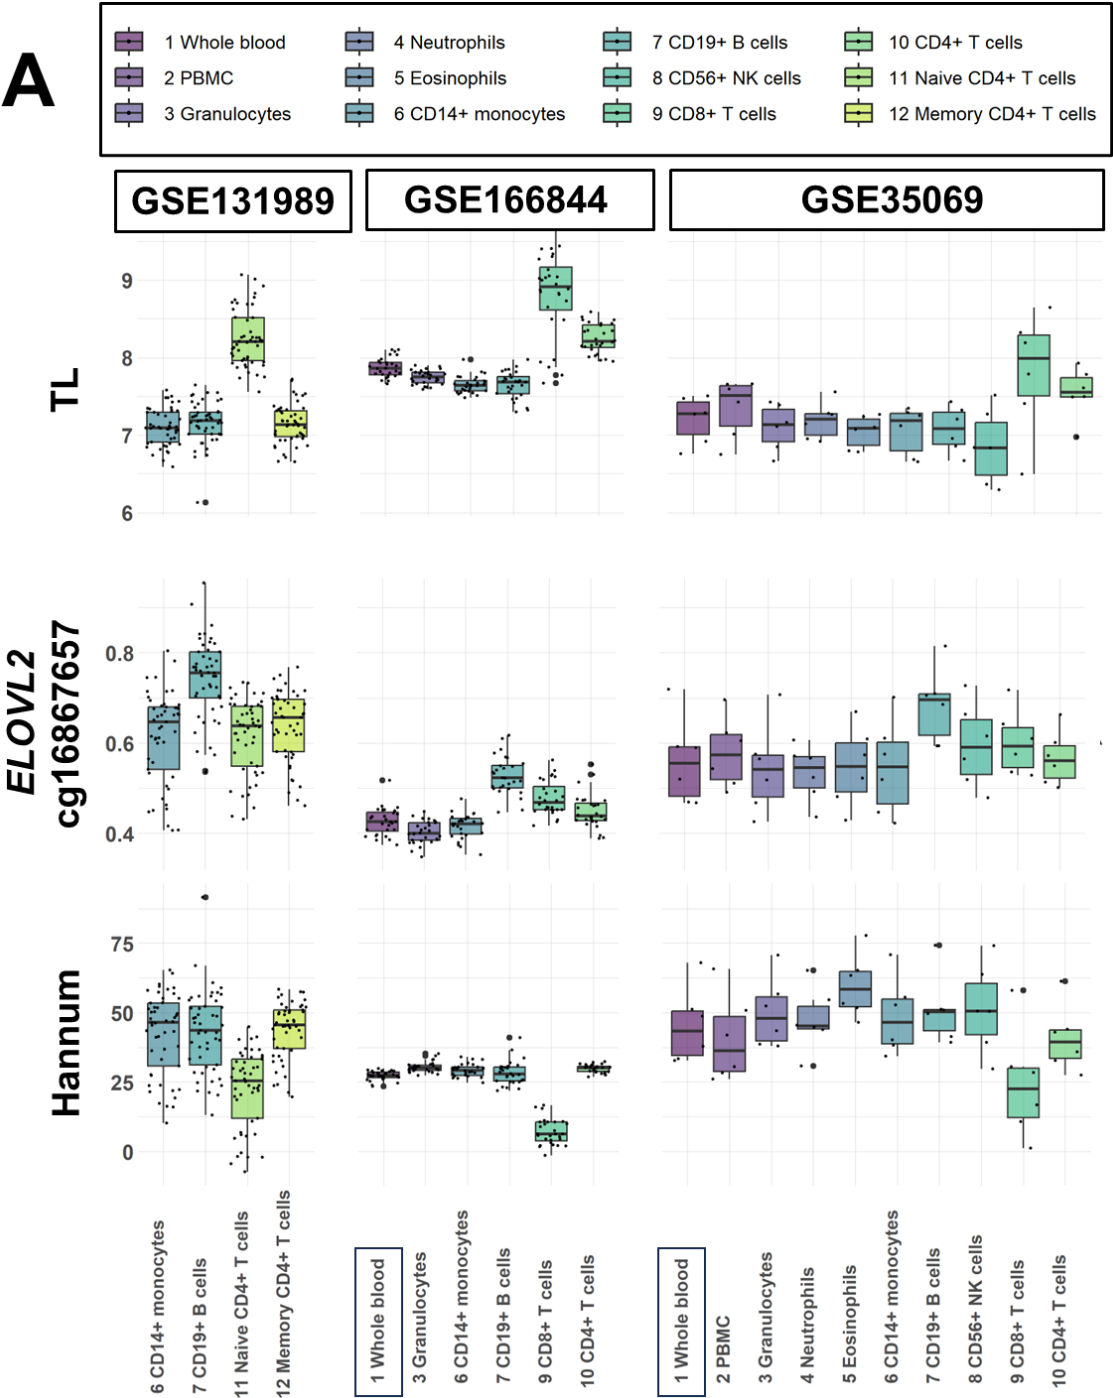 A
1 Whole blood
4 Neutrophils
7 CD19+ B cells
10 CD4+ T cells
2 PBMC
5 Eosinophils
8 CD56+ NK cells
11 Naive CD4+ T cells
3 Granulocytes
6 CD14+ monocytes
9 CD8+ T cells
12 Memory CD4+ T cells
GSE131989
GSE166844
GSE35069
TL
9
8
7
6
ELOVL2
cg16867657
0.8
0.6
0.4
Hannum
75
50
25
0
6 CD14+ monocytes
7 CD19+ B cells
11 Naive CD4+ T cells
12 Memory CD4+ T cells
1 Whole blood
3 Granulocytes
6 CD14+ monocytes
7 CD19+ B cells
9 CD8+ T cells
10 CD4+ T cells
1 Whole blood
2 PBMC
3 Granulocytes
4 Neutrophils
5 Eosinophils
6 CD14+ monocytes
7 CD19+ B cells
8 CD56+ NK cells
9 CD8+ T cells
10 CD4+ T cells